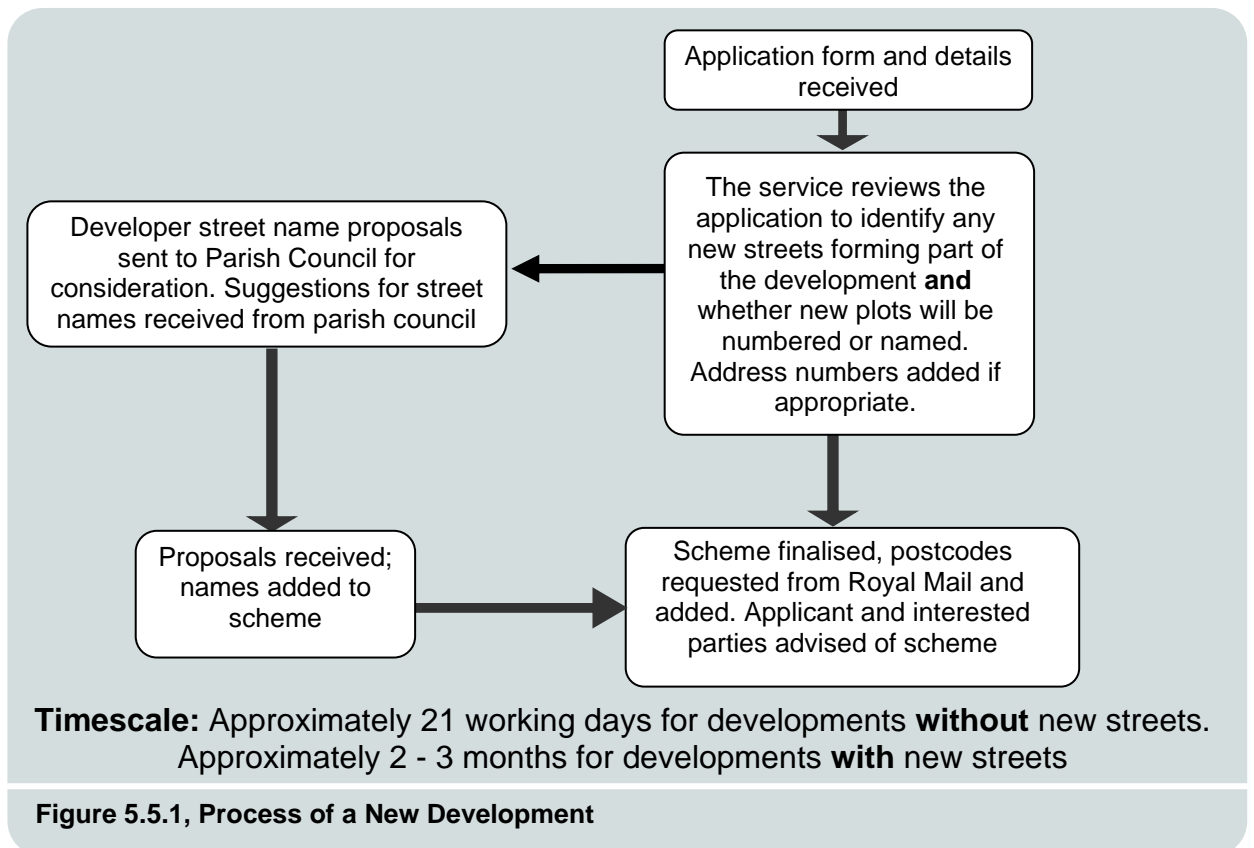 Application form and details
received
The service reviews the
application to identify any
new streets forming part of
the development and
whether new plots will be
numbered or named.
Address numbers added if
appropriate.
Developer street name proposals
sent to Parish Council for
consideration. Suggestions for street
names received from parish council
Proposals received;
names added to
scheme
Scheme finalised, postcodes
requested from Royal Mail and
added. Applicant and interested
parties advised of scheme
Timescale: Approximately 21 working days for developments without new streets.
Approximately 2 - 3 months for developments with new streets
Figure 5.5.1, Process of a New Development